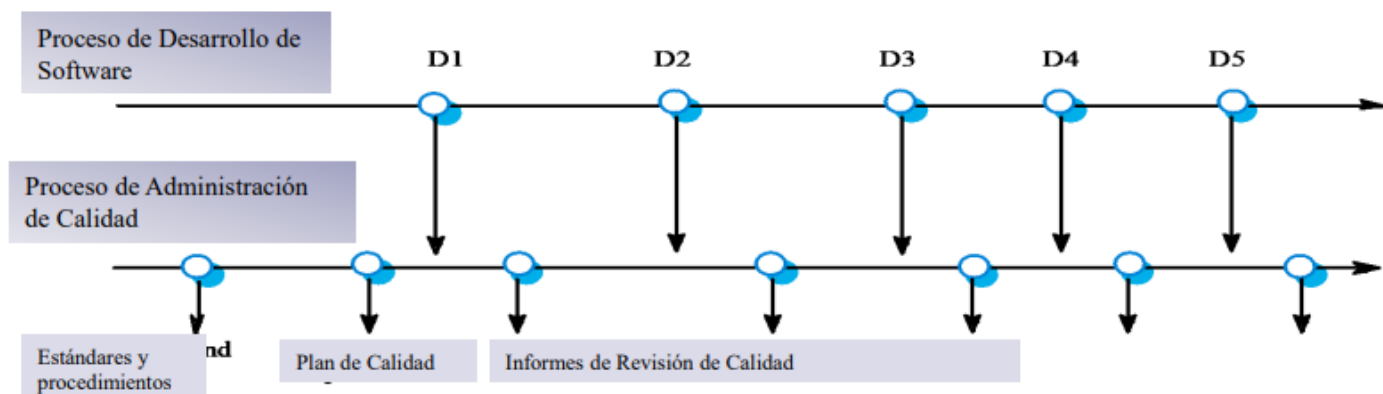 Proceso de Desarrollo de
Software
D1
D2
D3
D4
D5
Proceso de Administración
de Calidad
Estándares y
procedimientos
nd
Plan de Calidad
Informes de Revisión de Calidad